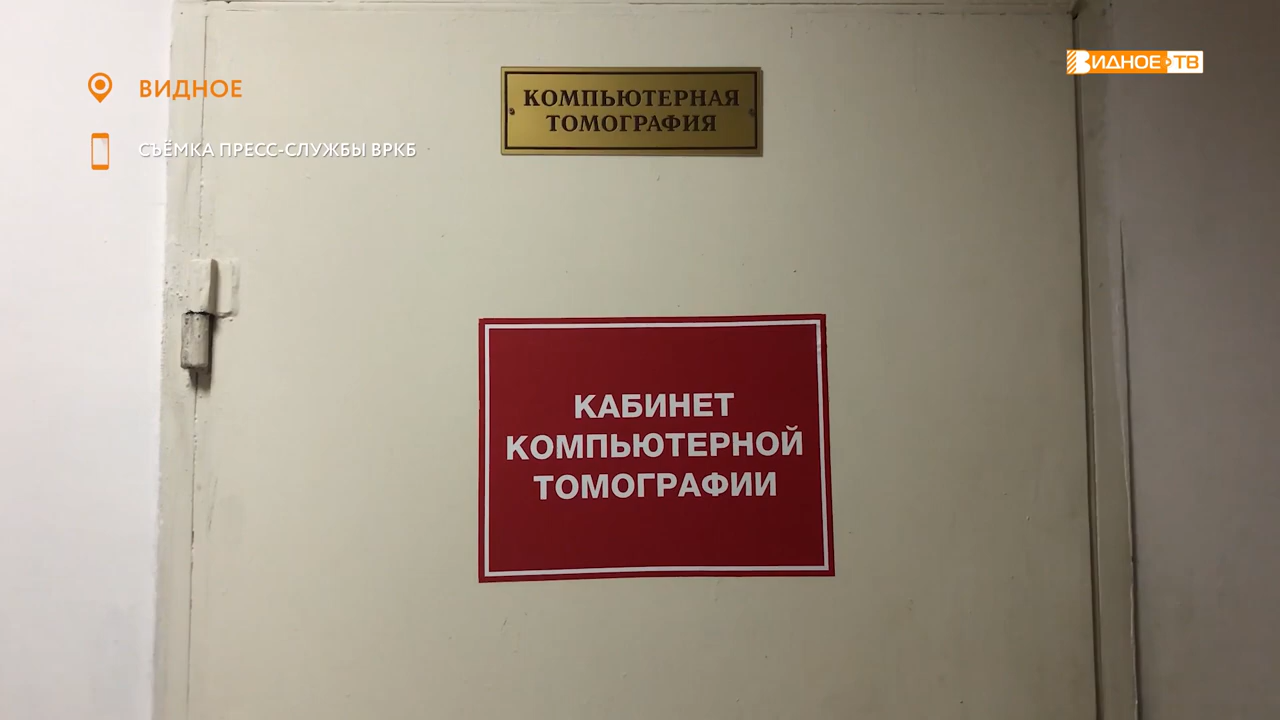 ВИДНОЕ
СЪЁМКА ПРЕСС-СЛУЖБЫ ВРКБ
ВИДНОЕ ТВ
КОМПЬЮТЕРНАЯ
ТОМОГРАФИЯ
КАБИНЕТ
КОМПЬЮТЕРНОЙ
ТОМОГРАФИИ